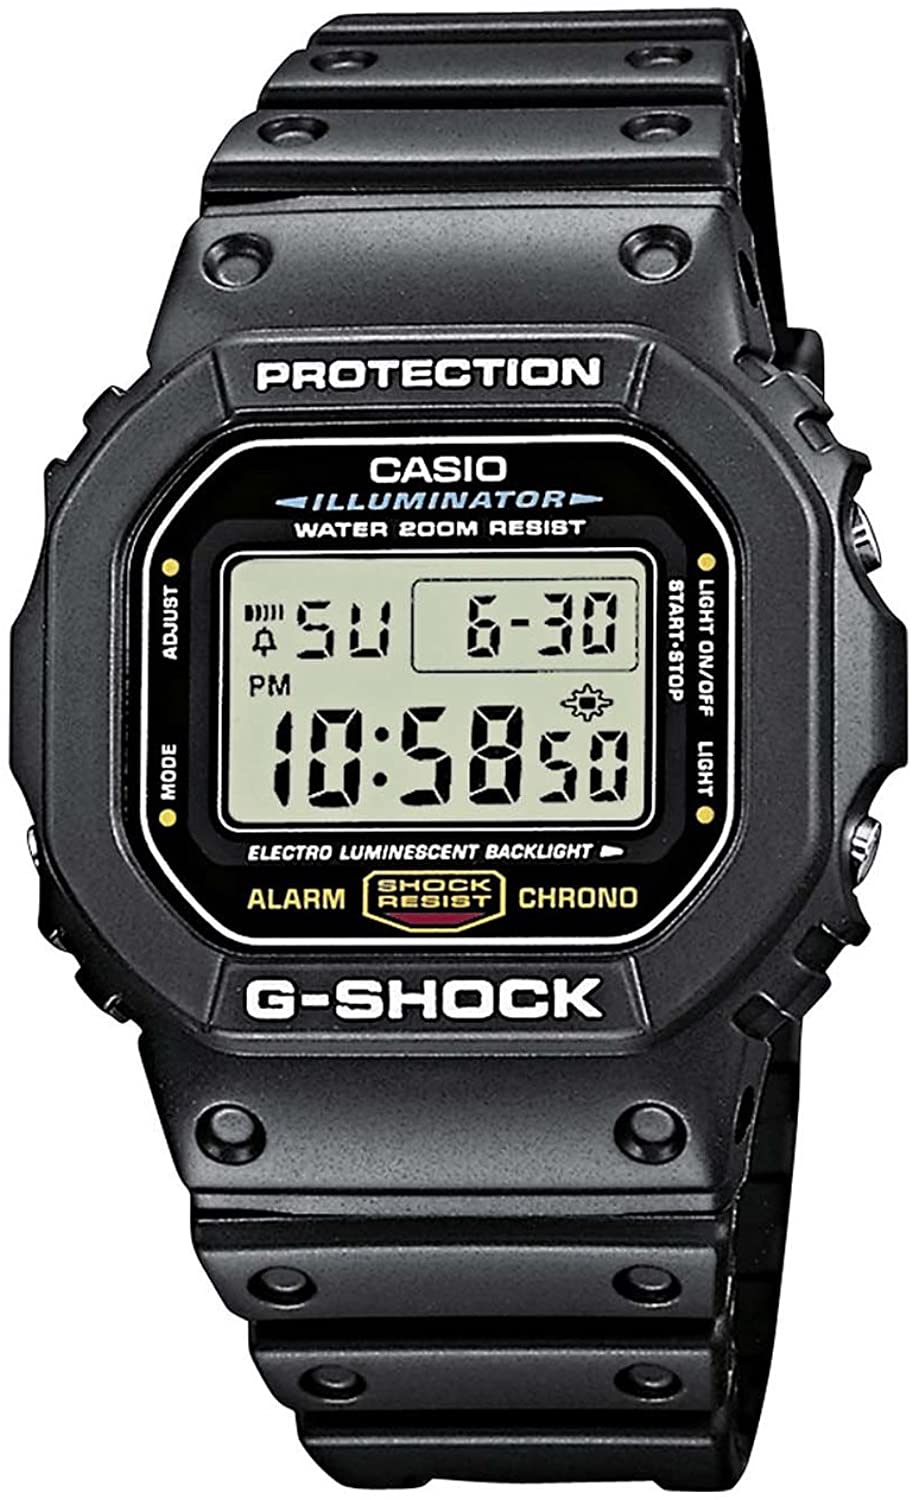 PROTECTION
CASIO
ILLUMINATOR
WATER 200M RESIST
ADJUST
MODE
SU 6-30
PM
10:58 50
LIGHT ON/OFF
START·STOP
LIGHT
ELECTRO LUMINESCENT BACKLIGHT
ALARM SHOCK RESIST CHRONO
G-SHOCK